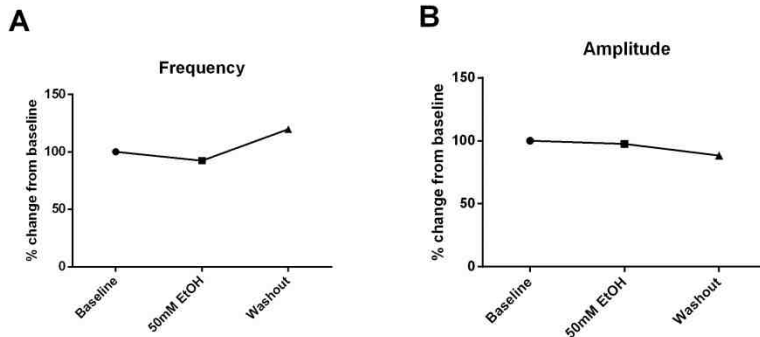 A
Frequency
% change from baseline
150
100
50
0
Baseline
50mM EtOH
Washout
B
Amplitude
% change from baseline
150
100
50
0
Baseline
50mM EtOH
Washout